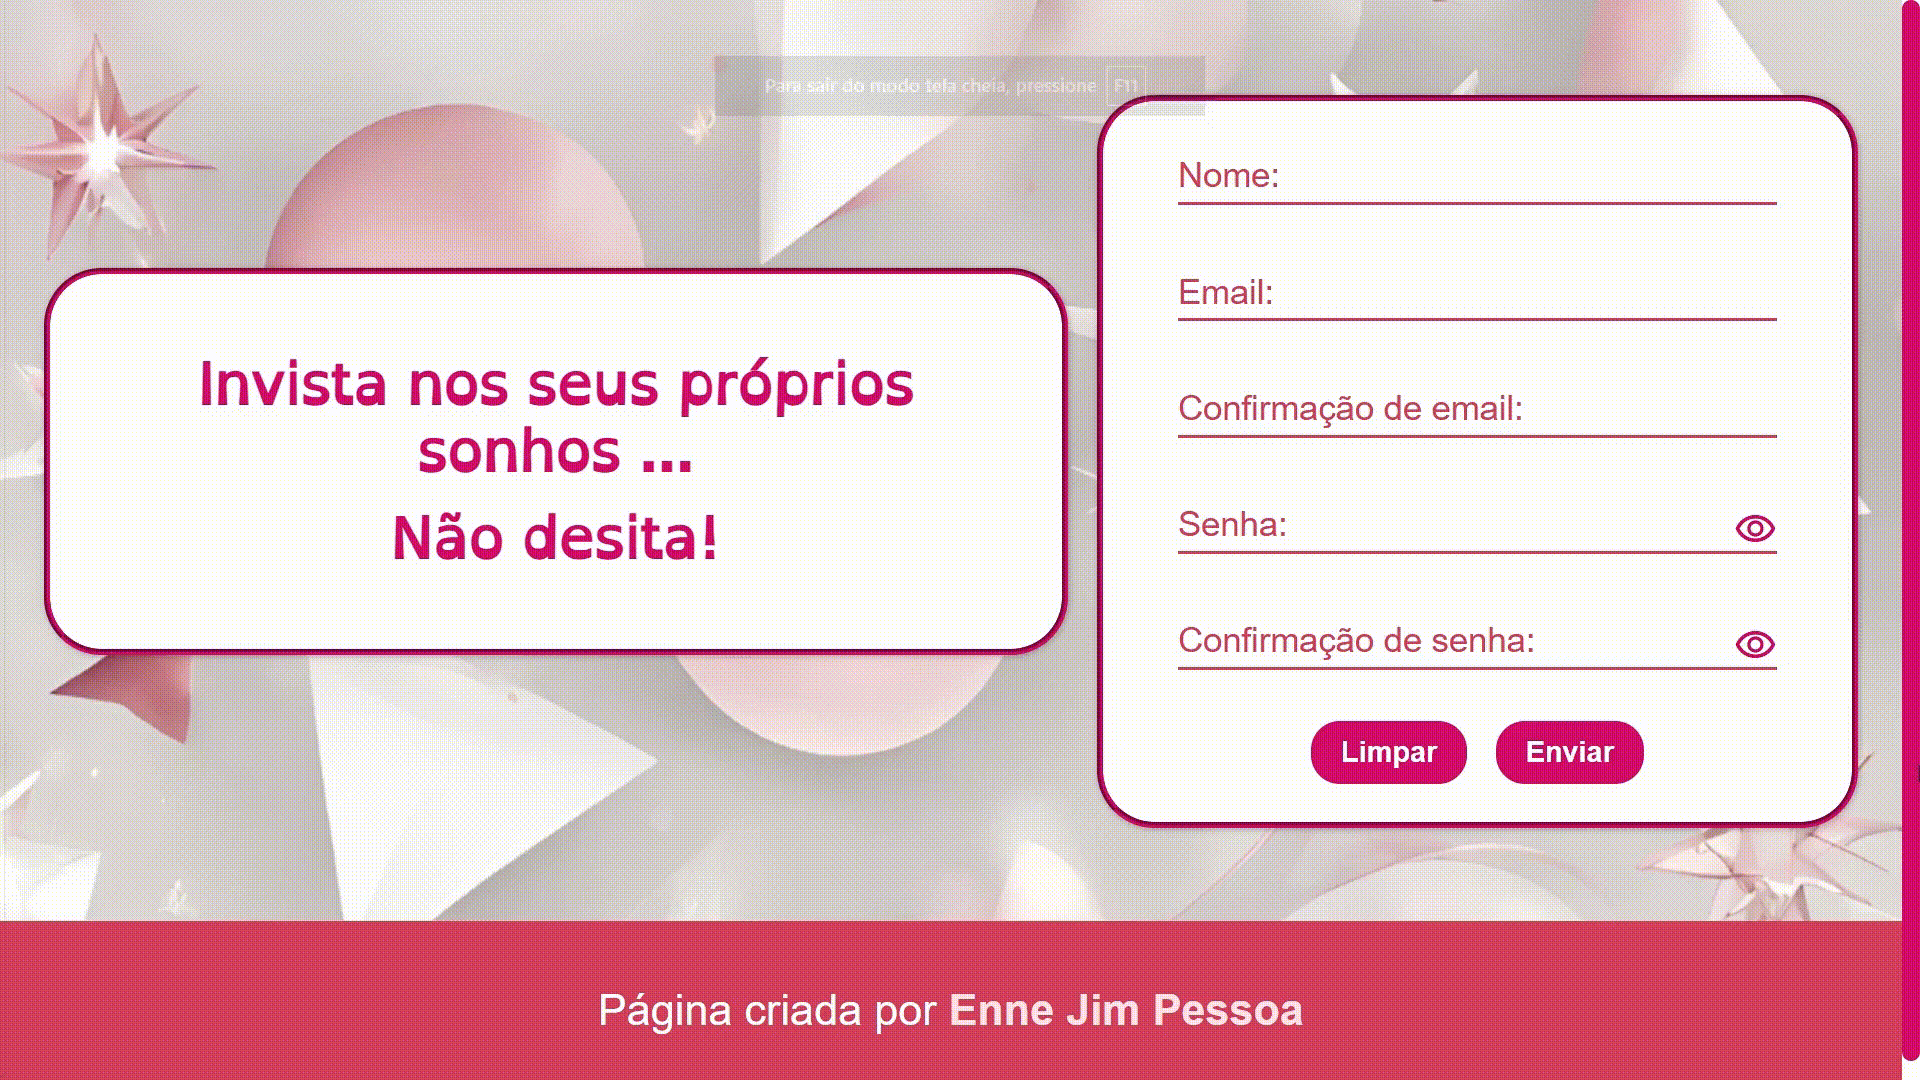 Para sair do modo tela cheia, pressione F11
Invista nos seus próprios
sonhos ...
Não desita!
Nome:
Email:
Confirmação de email:
Senha:
Confirmação de senha:
Limpar
Enviar
Página criada por Enne Jim Pessoa